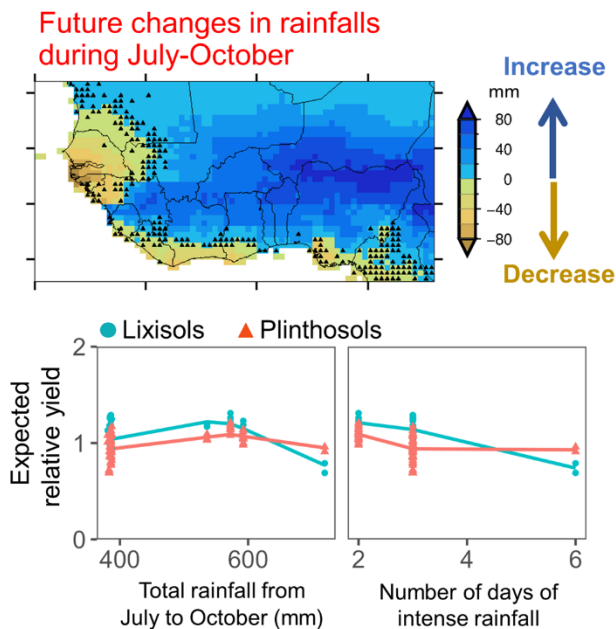 Future changes in rainfalls
during July-October
Increase
mm
80
40
0
−40
−80
Decrease
Lixisols
Plinthosols
Expected
relative yield
2
1
0
400
600
2
4
6
Total rainfall from
July to October (mm)
Number of days of
intense rainfall